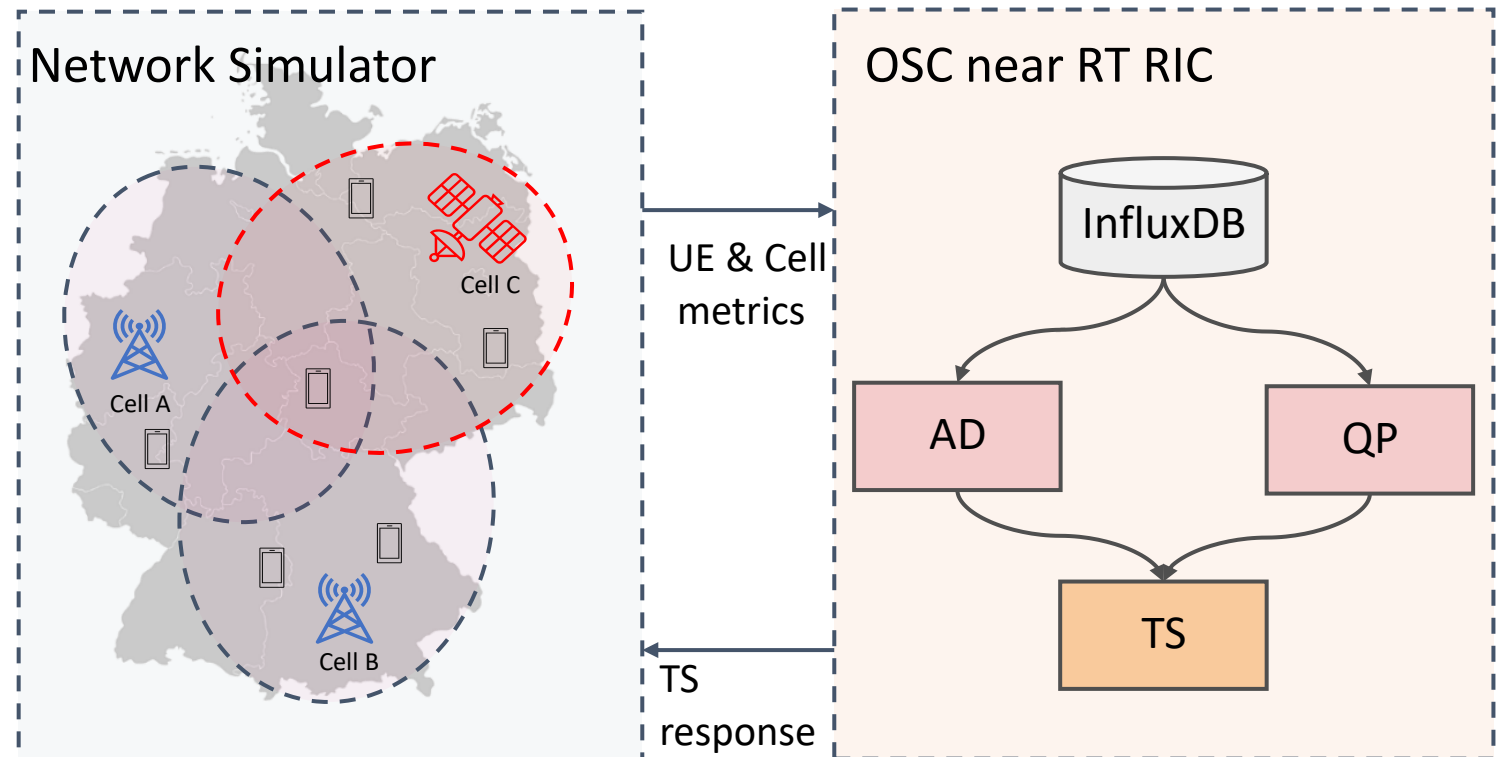 Network Simulator
Cell C
Cell A
Cell B
UE & Cell
metrics
TS
response
OSC near RT RIC
InfluxDB
AD
QP
TS